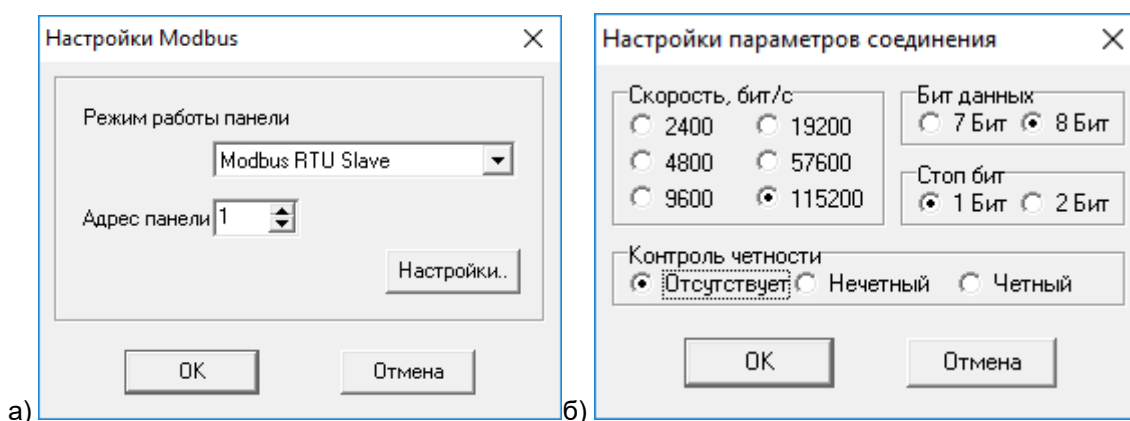 Настройки Modbus
Режим работы панели
Modbus RTU Slave
Адрес панели 1
Настройки..
ОК Отмена
а)
Настройки параметров соединения
Скорость, бит/с
2400 19200
4800 57600
9600 115200
Бит данных
7 Бит 8 Бит
Стоп бит
1 Бит 2 Бит
Контроль четности
Отсутствует Нечетный Четный
ОК Отмена
б)